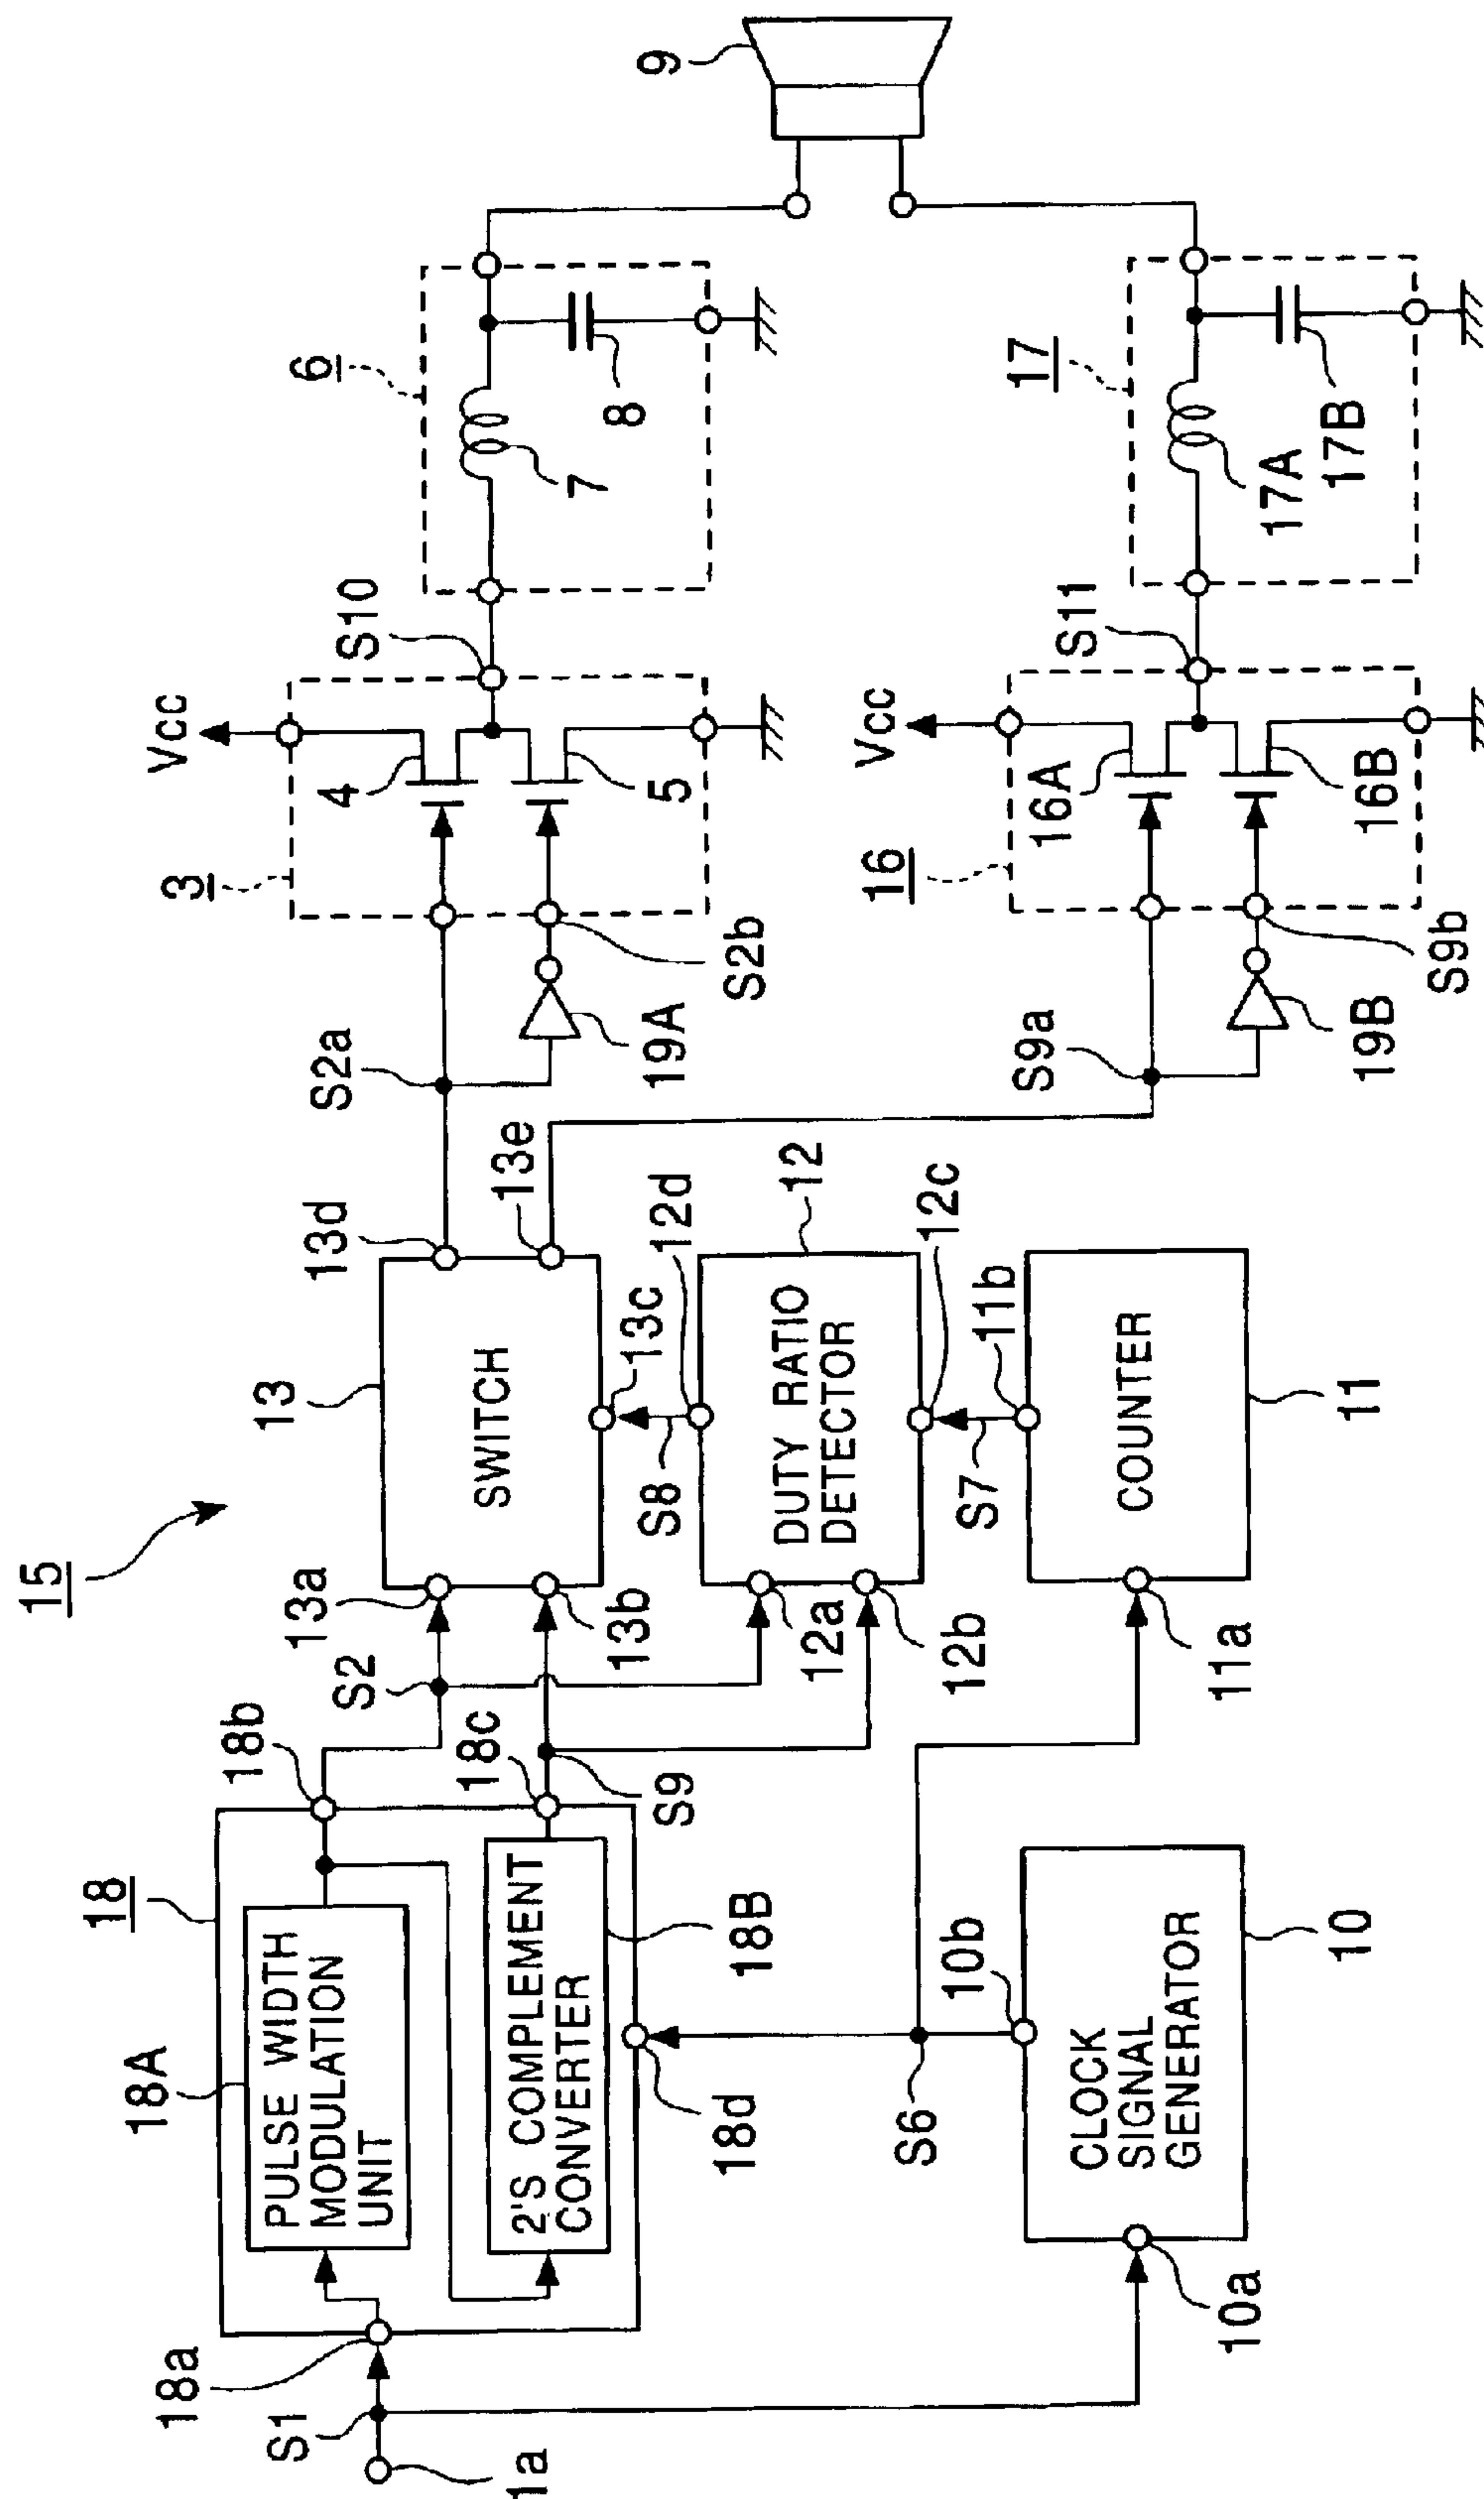 15
18
18A
18a
S1
1a
PULSE WIDTH
MODULATION
UNIT
2'S COMPLEMENT
CONVERTER
18B
18b
18c
18d
S2
S9
S6
10b
CLOCK
SIGNAL
GENERATOR
10
10a
13
13a
13b
SWITCH
13c
13d
13e
S8
12d
12
DUTY RATIO
DETECTOR
12a
12b
12c
S7
11b
COUNTER
11
11a
S2a
19A
S2b
3
Vcc
4
5
S10
6
7
8
9
S9a
19B
S9b
16
Vcc
16A
16B
S11
17
17A
17B